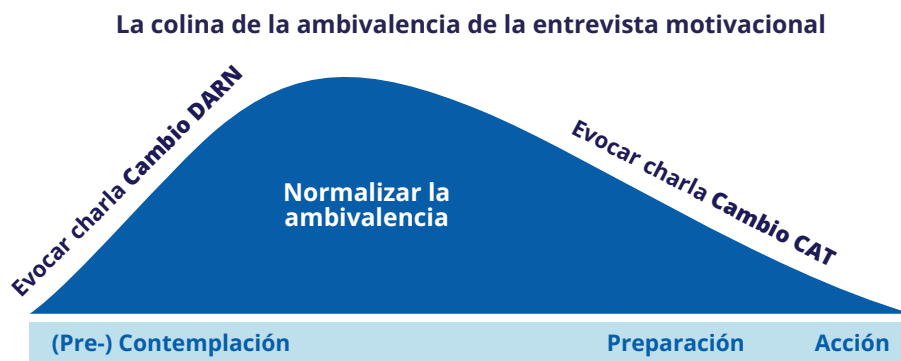 La colina de la ambivalencia de la entrevista motivacional
Evocar charla Cambio DARN
Normalizar la
ambivalencia
Evocar charla Cambio CAT
(Pre-) Contemplación
Preparación
Acción